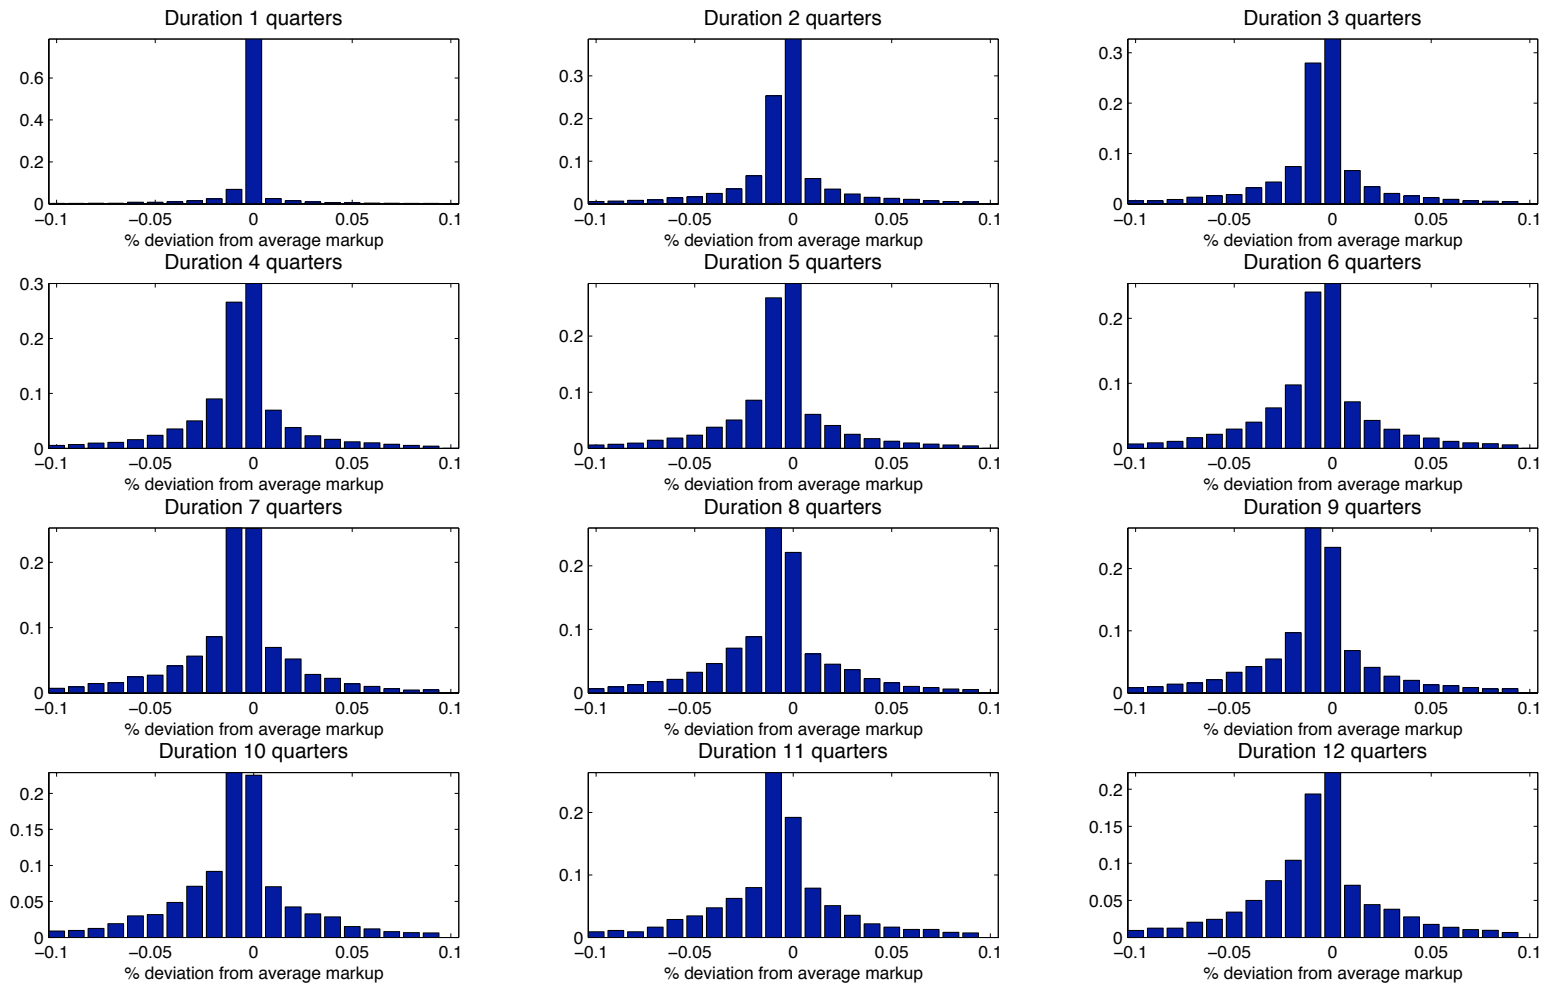 Duration 1 quarters
0.6
0.4
0.2
0
−0.1 −0.05 0 0.05 0.1
% deviation from average markup
Duration 2 quarters
0.3
0.2
0.1
0
−0.1 −0.05 0 0.05 0.1
% deviation from average markup
Duration 3 quarters
0.3
0.2
0.1
0
−0.1 −0.05 0 0.05 0.1
% deviation from average markup
Duration 4 quarters
0.3
0.2
0.1
0
−0.1 −0.05 0 0.05 0.1
% deviation from average markup
Duration 5 quarters
0.2
0.1
0
−0.1 −0.05 0 0.05 0.1
% deviation from average markup
Duration 6 quarters
0.2
0.1
0
−0.1 −0.05 0 0.05 0.1
% deviation from average markup
Duration 7 quarters
0.2
0.1
0
−0.1 −0.05 0 0.05 0.1
% deviation from average markup
Duration 8 quarters
0.2
0.1
0
−0.1 −0.05 0 0.05 0.1
% deviation from average markup
Duration 9 quarters
0.2
0.1
0
−0.1 −0.05 0 0.05 0.1
% deviation from average markup
Duration 10 quarters
0.2
0.15
0.1
0.05
0
−0.1 −0.05 0 0.05 0.1
% deviation from average markup
Duration 11 quarters
0.2
0.1
0
−0.1 −0.05 0 0.05 0.1
% deviation from average markup
Duration 12 quarters
0.2
0.15
0.1
0.05
0
−0.1 −0.05 0 0.05 0.1
% deviation from average markup